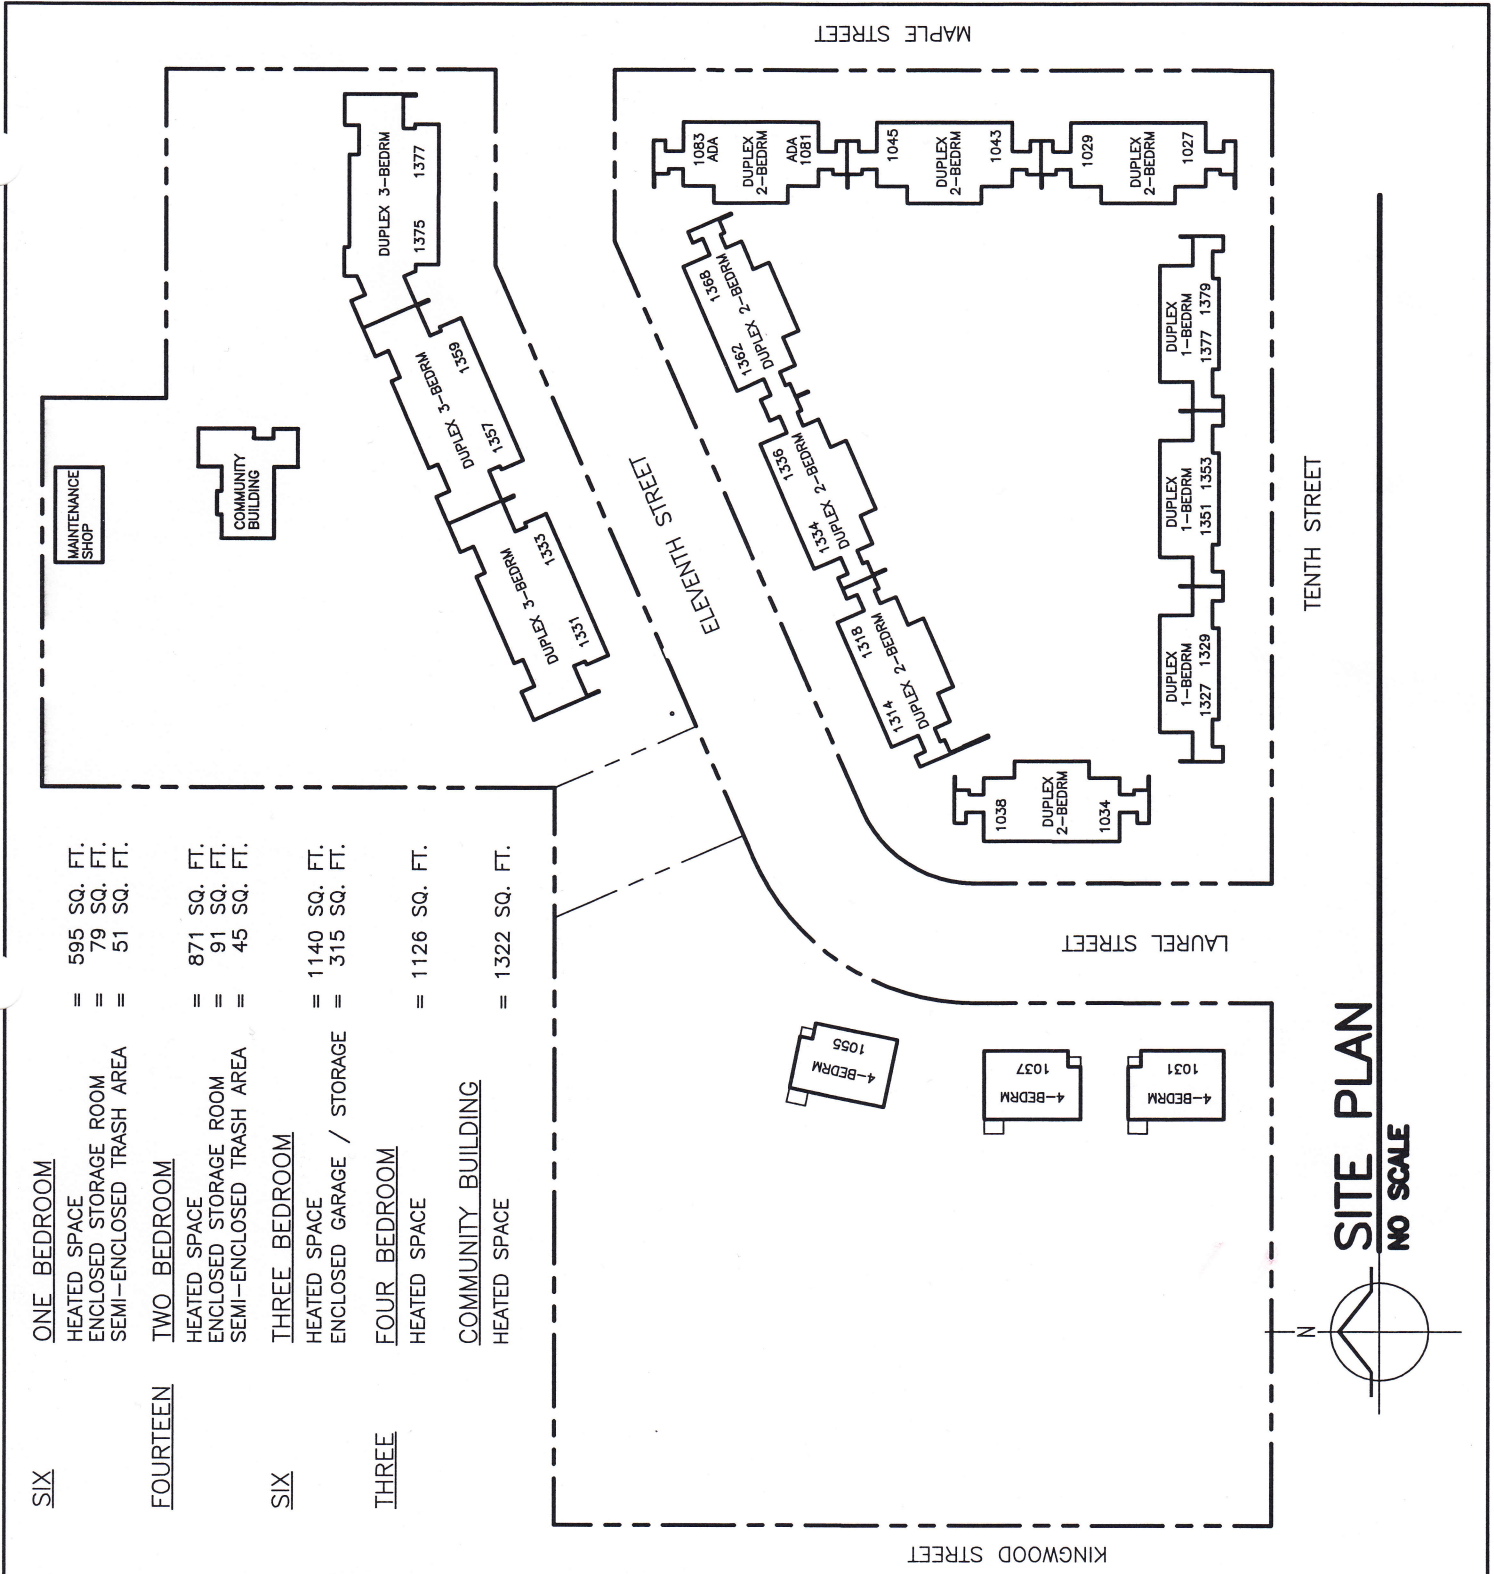 SIX ONE BEDROOM
HEATED SPACE = 595 SQ. FT.
ENCLOSED STORAGE ROOM = 79 SQ. FT.
SEMI-ENCLOSED TRASH AREA = 51 SQ. FT.
FOURTEEN TWO BEDROOM
HEATED SPACE = 871 SQ. FT.
ENCLOSED STORAGE ROOM = 91 SQ. FT.
SEMI-ENCLOSED TRASH AREA = 45 SQ. FT.
SIX THREE BEDROOM
HEATED SPACE = 1140 SQ. FT.
ENCLOSED GARAGE / STORAGE = 315 SQ. FT.
THREE FOUR BEDROOM
HEATED SPACE = 1126 SQ. FT.
COMMUNITY BUILDING
HEATED SPACE = 1322 SQ. FT.
MAINTENANCE
SHOP
COMMUNITY
BUILDING
DUPLEX 3-BEDRM
1375 1377
DUPLEX 3-BEDRM
1357 1359
DUPLEX 3-BEDRM
1331 1333
ELEVENTH STREET
MAPLE STREET
1083
ADA
DUPLEX
2-BEDRM
ADA
1081
1045
DUPLEX
2-BEDRM
1043
1029
DUPLEX
2-BEDRM
1027
1362 1368
DUPLEX 2-BEDRM
1334 1336
DUPLEX 2-BEDRM
1314 1318
DUPLEX 2-BEDRM
1038
DUPLEX
2-BEDRM
1034
DUPLEX
1-BEDRM
1327 1329
DUPLEX
1-BEDRM
1351 1353
DUPLEX
1-BEDRM
1377 1379
TENTH STREET
LAUREL STREET
4-BEDRM
1055
4-BEDRM
1037
4-BEDRM
1031
KINGWOOD STREET
N
SITE PLAN
NO SCALE